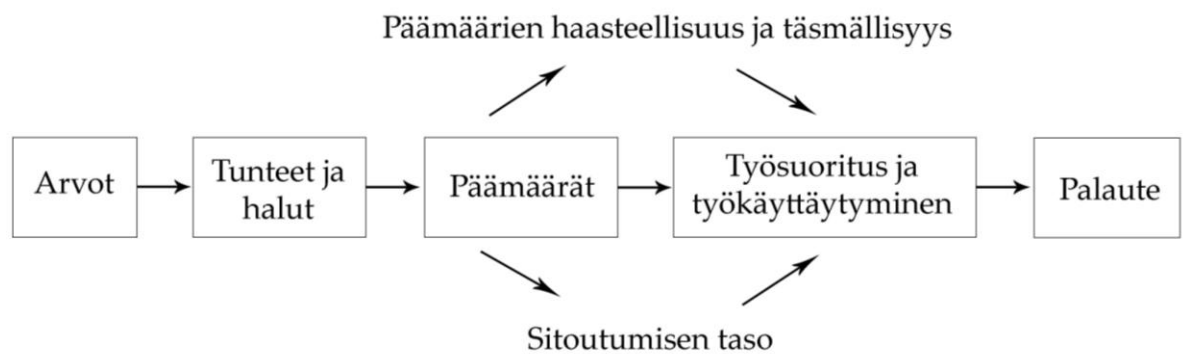 Päämäärien haasteellisuus ja täsmällisyys
Arvot
Tunteet ja
halut
Päämäärät
Työsuoritus ja
työkäyttäytyminen
Palaute
Sitoutumisen taso